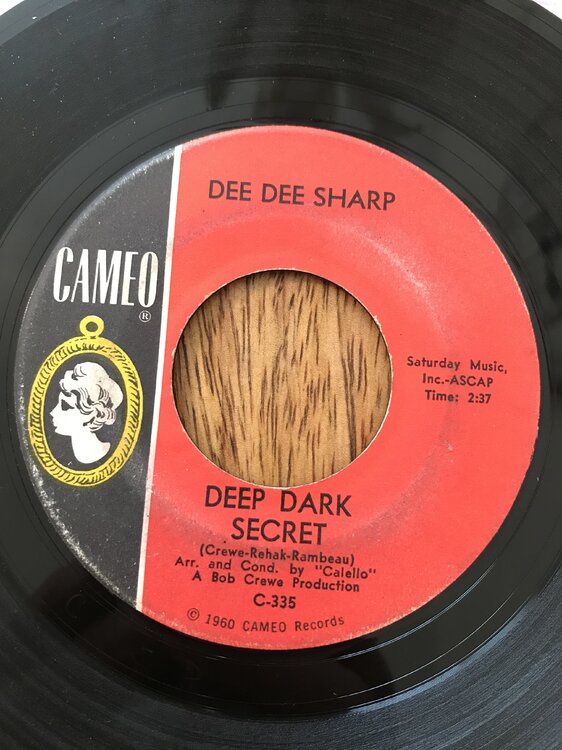 DEE DEE SHARP
CAMEO
®
Saturday Music,
Inc.-ASCAP
Time: 2:37
DEEP DARK
SECRET
(Crewe-Rehak-Rambeau)
Arr. and Cond. by "Calello"
A Bob Crewe Production
C-335
© 1960 CAMEO Records